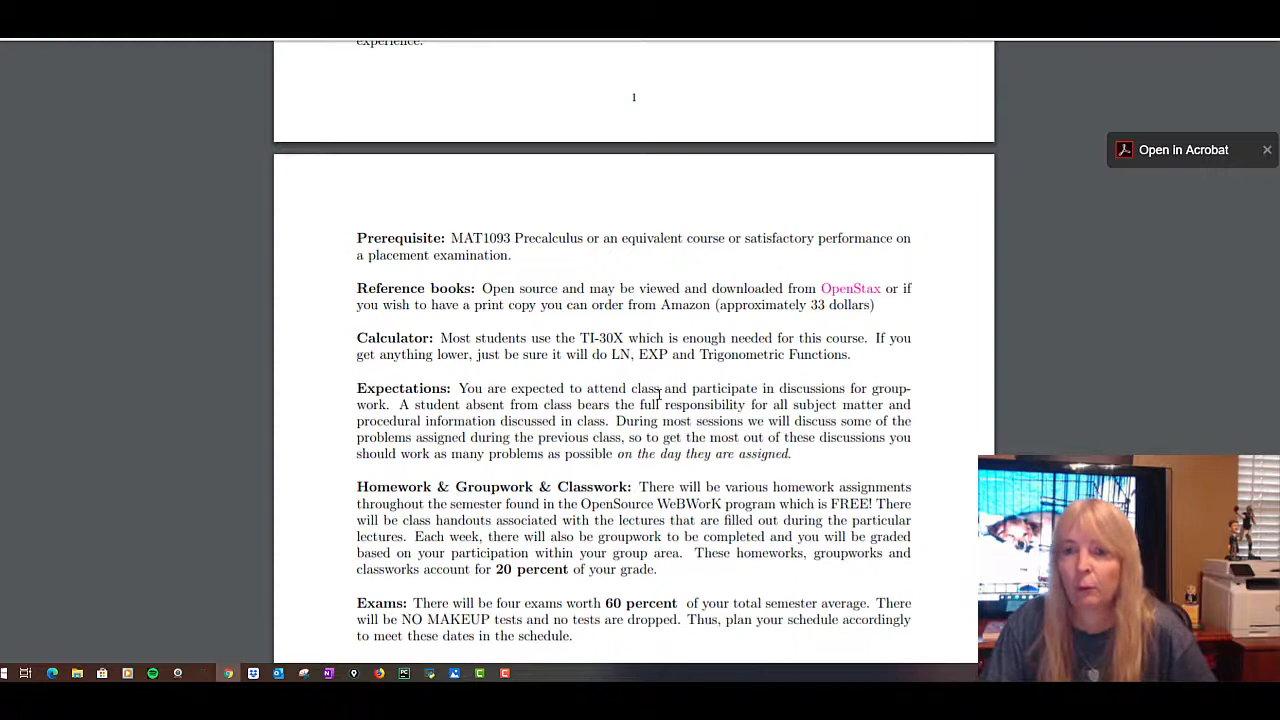 experience.
1
Open in Acrobat
Prerequisite: MAT1093 Precalculus or an equivalent course or satisfactory performance on
a placement examination.
Reference books: Open source and may be viewed and downloaded from OpenStax or if
you wish to have a print copy you can order from Amazon (approximately 33 dollars)
Calculator: Most students use the TI-30X which is enough needed for this course. If you
get anything lower, just be sure it will do LN, EXP and Trigonometric Functions.
Expectations: You are expected to attend class and participate in discussions for group-
work. A student absent from class bears the full responsibility for all subject matter and
procedural information discussed in class. During most sessions we will discuss some of the
problems assigned during the previous class, so to get the most out of these discussions you
should work as many problems as possible on the day they are assigned.
Homework & Groupwork & Classwork: There will be various homework assignments
throughout the semester found in the OpenSource WeBWorK program which is FREE! There
will be class handouts associated with the lectures that are filled out during the particular
lectures. Each week, there will also be groupwork to be completed and you will be graded
based on your participation within your group area. These homeworks, groupworks and
classworks account for 20 percent of your grade.
Exams: There will be four exams worth 60 percent of your total semester average. There
will be NO MAKEUP tests and no tests are dropped. Thus, plan your schedule accordingly
to meet these dates in the schedule.